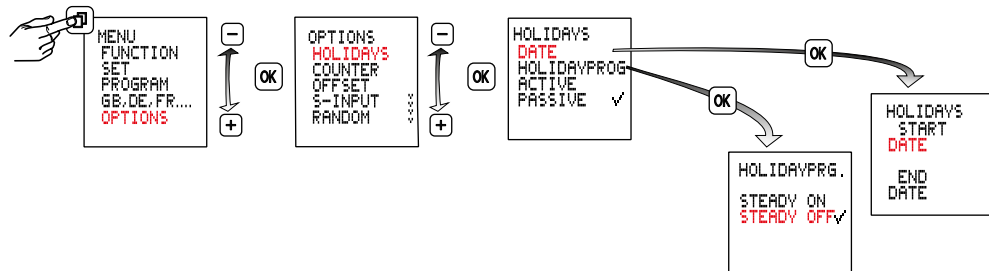 MENU
FUNCTION
SET
PROGRAM
GB,DE,FR....
OPTIONS
−
+
OK
OPTIONS
HOLIDAYS
COUNTER
OFFSET
S-INPUT
RANDOM
−
+
OK
HOLIDAYS
DATE
HOLIDAYPROG
ACTIVE
PASSIVE ✓
OK
OK
HOLIDAYPRG.
STEADY ON
STEADY OFF✓
HOLIDAYS
START
DATE
END
DATE